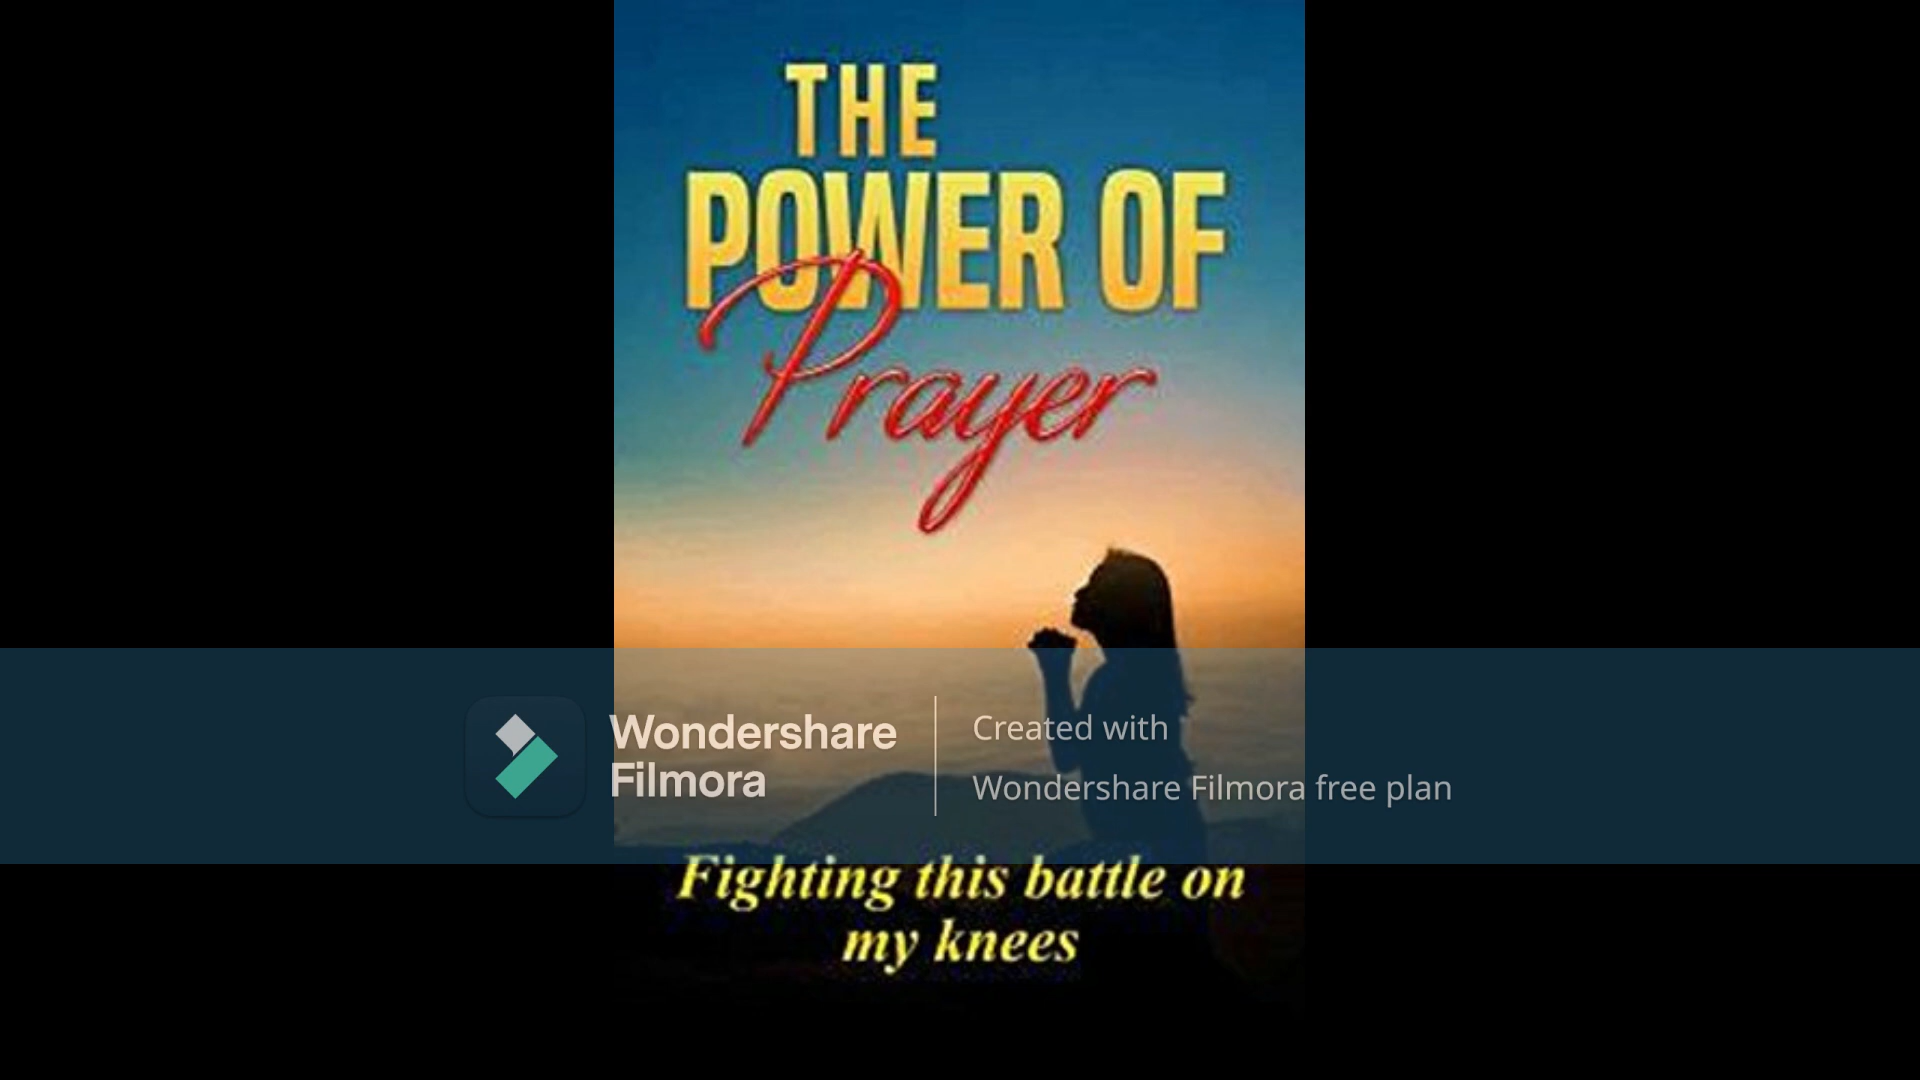 THE
POWER OF
Prayer
Wondershare
Filmora
Created with
Wondershare Filmora free plan
Fighting this battle on
my knees